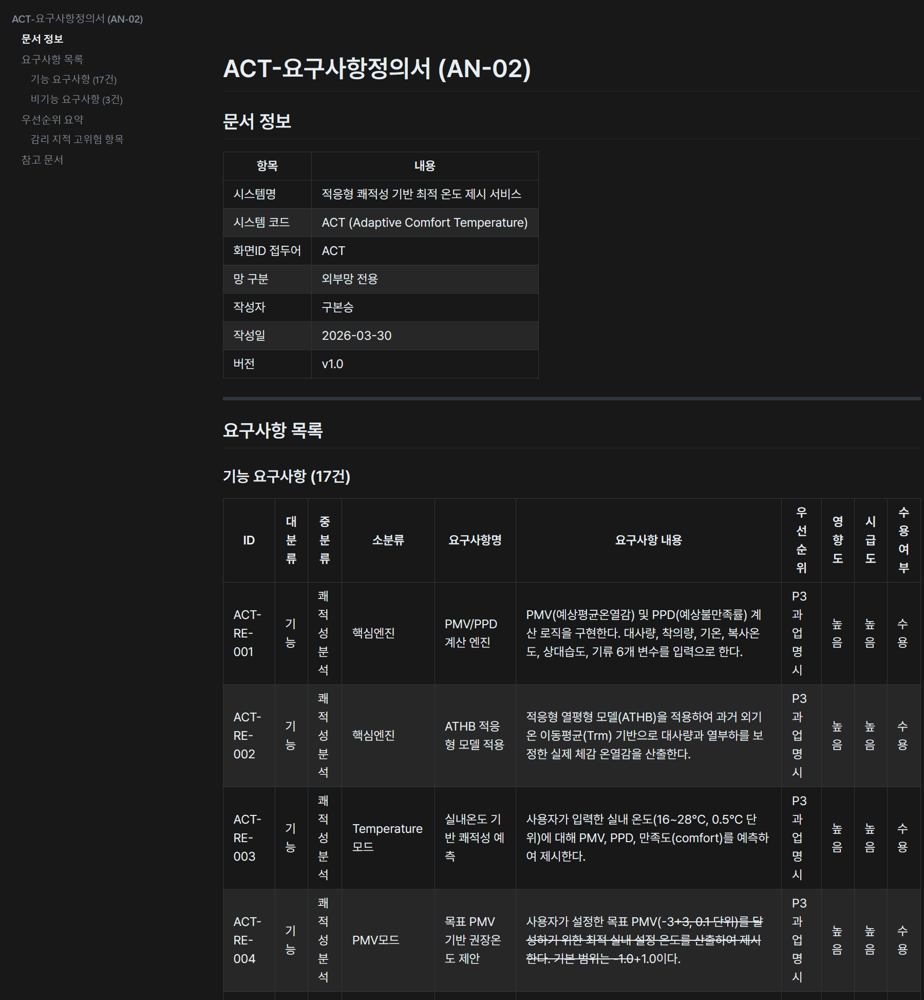 ACT-요구사항정의서 (AN-02)
문서 정보
요구사항 목록
기능 요구사항 (17건)
비기능 요구사항 (3건)
우선순위 요약
감리 지적 고위험 항목
참고 문서
ACT-요구사항정의서 (AN-02)
문서 정보
항목 내용
시스템명 적응형 쾌적성 기반 최적 온도 제시 서비스
시스템 코드 ACT (Adaptive Comfort Temperature)
화면ID 접두어 ACT
망 구분 외부망 전용
작성자 구본승
작성일 2026-03-30
버전 v1.0
요구사항 목록
기능 요구사항 (17건)
ID
대
분
류
중
분
류
소분류
요구사항명
요구사항 내용
우
선
순
위
영
향
도
시
급
도
수
용
여
부
ACT-
RE-
001
기
능
쾌
적
성
분
석
핵심엔진
PMV/PPD
계산 엔진
PMV(예상평균온열감) 및 PPD(예상불만족률) 계
산 로직을 구현한다. 대사량, 착의량, 기온, 복사온
도, 상대습도, 기류 6개 변수를 입력으로 한다.
P3
과
업
명
시
높
음
높
음
수
용
ACT-
RE-
002
기
능
쾌
적
성
분
석
핵심엔진
ATHB 적응
형 모델 적용
적응형 열평형 모델(ATHB)을 적용하여 과거 외기
온 이동평균(Trm) 기반으로 대사량과 열부하를 보
정한 실제 체감 온열감을 산출한다.
P3
과
업
명
시
높
음
높
음
수
용
ACT-
RE-
003
기
능
쾌
적
성
분
석
Temperature
모드
실내온도 기
반 쾌적성 예
측
사용자가 입력한 실내 온도(16~28°C, 0.5°C 단
위)에 대해 PMV, PPD, 만족도(comfort)를 예측하
여 제시한다.
P3
과
업
명
시
높
음
높
음
수
용
ACT-
RE-
004
기
능
쾌
적
성
분
석
PMV모드
목표 PMV
기반 권장온
도 제안
사용자가 설정한 목표 PMV(-3+3, 0.1 단위)를 달
성하기 위한 최적 실내 설정 온도를 산출하여 제시
한다. 기본 범위는 -1.0+1.0이다.
P3
과
업
명
시
높
음
높
음
수
용